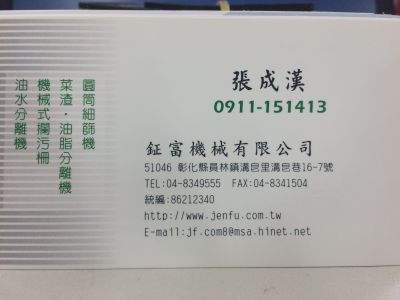 圓筒細篩機
菜渣·油脂分離機
機械式攔污柵
油水分離機
張成漢
0911-151413
鉦富機械有限公司
51046 彰化縣員林鎮溝皂里溝皂巷16-7號
TEL:04-8349555 FAX:04-8341504
統編:86212340
http://www.jenfu.com.tw
E-mail:jf.com8@msa.hinet.net